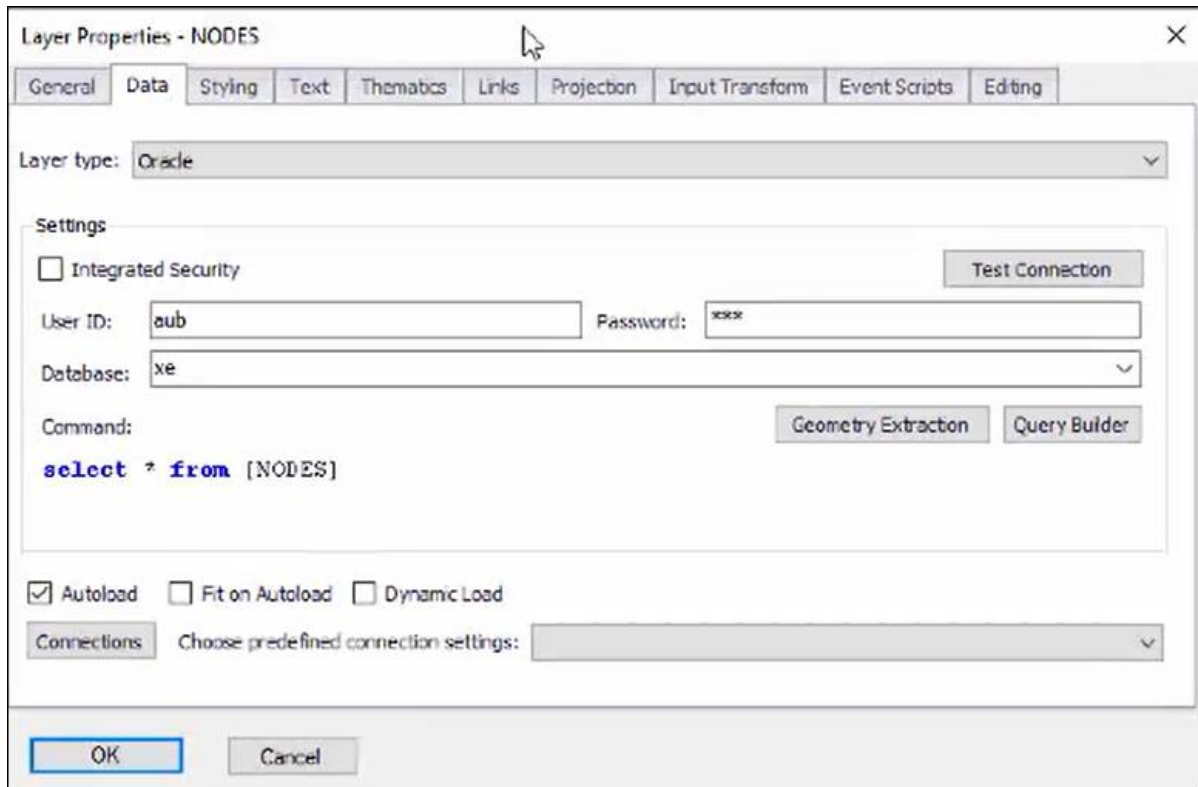 Layer Properties - NODES
General Data Styling Text Thematics Links Projection Input Transform Event Scripts Editing
Layer type: Oracle
Settings
Integrated Security Test Connection
User ID: aub Password: ***
Database: xe
Command: Geometry Extraction Query Builder
select * from [NODES]
Autoload Fit on Autoload Dynamic Load
Connections Choose predefined connection settings:
OK Cancel